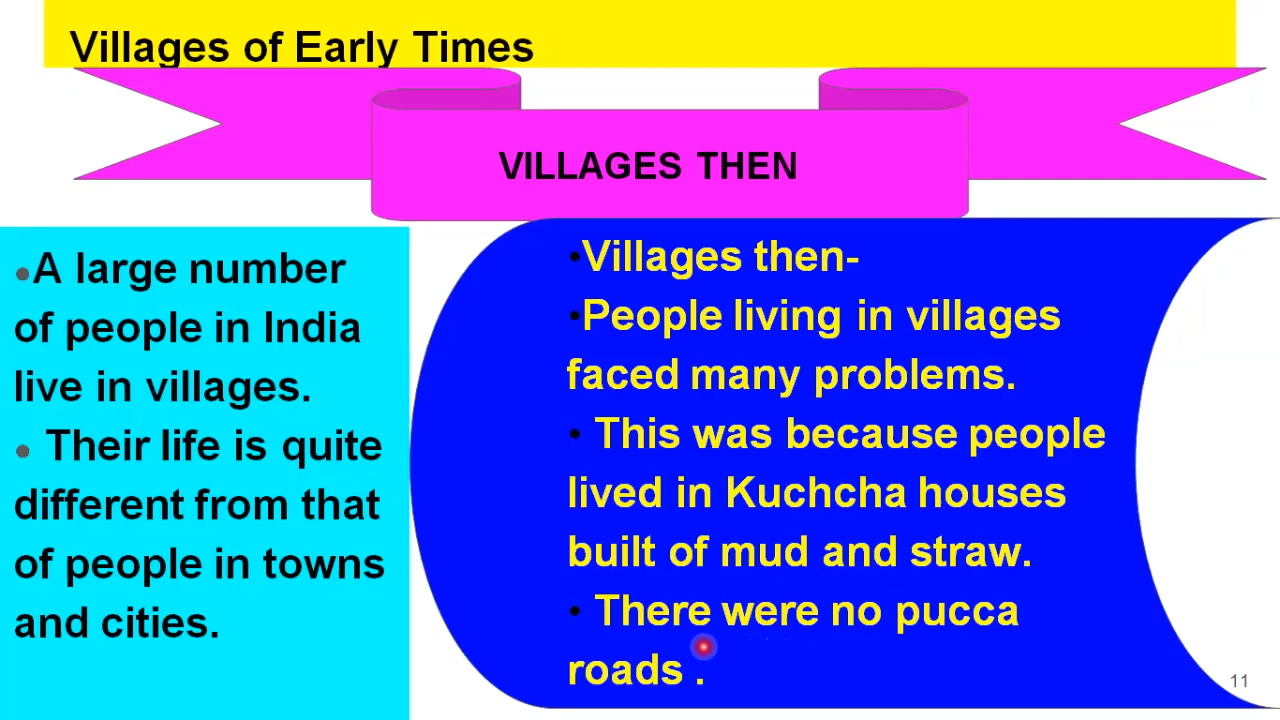 Villages of Early Times
VILLAGES THEN
•A large number
of people in India
live in villages.
• Their life is quite
different from that
of people in towns
and cities.
•Villages then-
•People living in villages
faced many problems.
• This was because people
lived in Kuchcha houses
built of mud and straw.
• There were no pucca
roads .
11